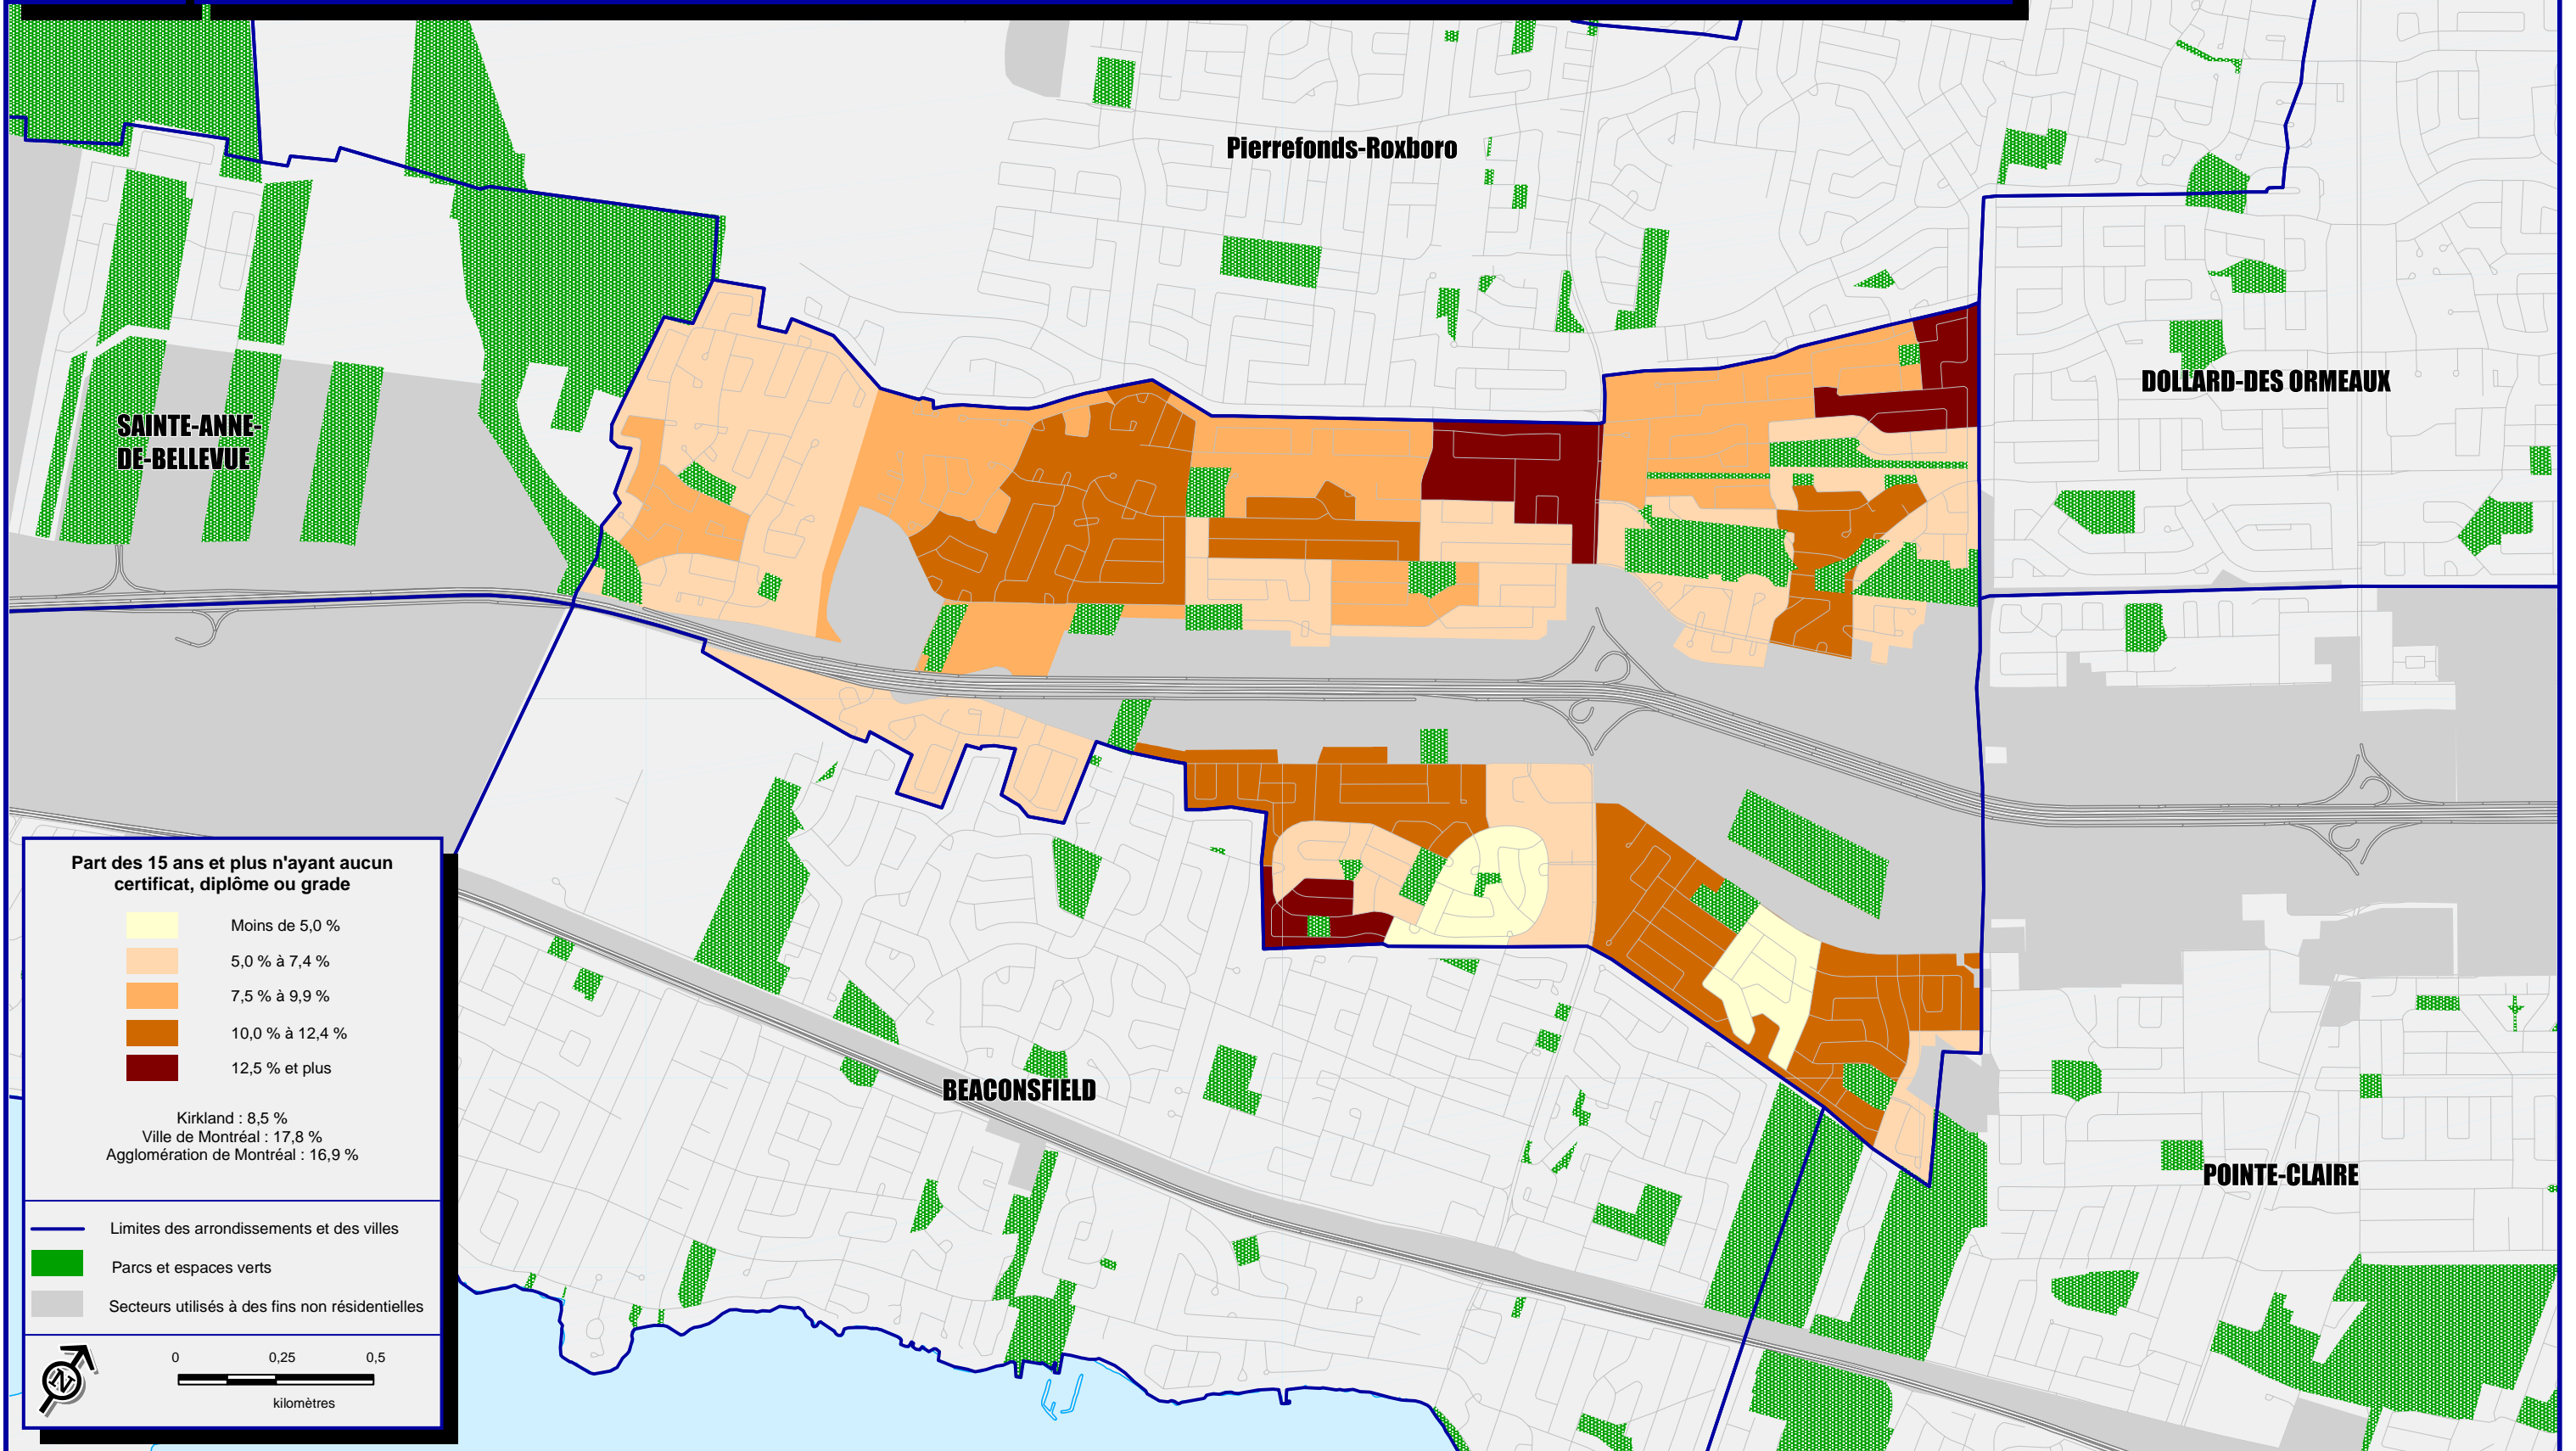 Pierrefonds-Roxboro
DOLLARD-DES ORMEAUX
SAINTE-ANNE-
DE-BELLEVUE
BEACONSFIELD
POINTE-CLAIRE
Part des 15 ans et plus n'ayant aucun
certificat, diplôme ou grade
Moins de 5,0 %
5,0 % à 7,4 %
7,5 % à 9,9 %
10,0 % à 12,4 %
12,5 % et plus
Kirkland : 8,5 %
Ville de Montréal : 17,8 %
Agglomération de Montréal : 16,9 %
Limites des arrondissements et des villes
Parcs et espaces verts
Secteurs utilisés à des fins non résidentielles
N
0 0,25 0,5
kilomètres